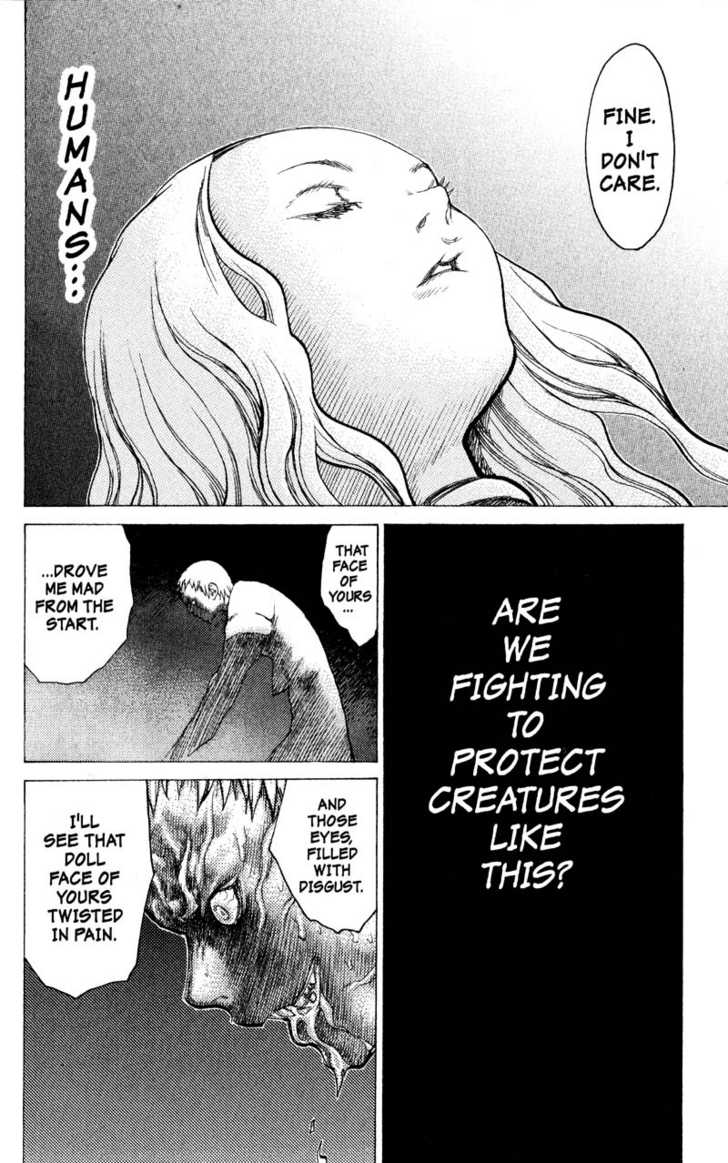 FINE.
I
DON'T
CARE.
HUMANS...
ARE
WE
FIGHTING
TO
PROTECT
CREATURES
LIKE
THIS?
THAT
FACE
OF
YOURS
...
...DROVE
ME MAD
FROM THE
START.
AND
THOSE
EYES,
FILLED
WITH
DISGUST.
I'LL
SEE THAT
DOLL
FACE OF
YOURS
TWISTED
IN PAIN.